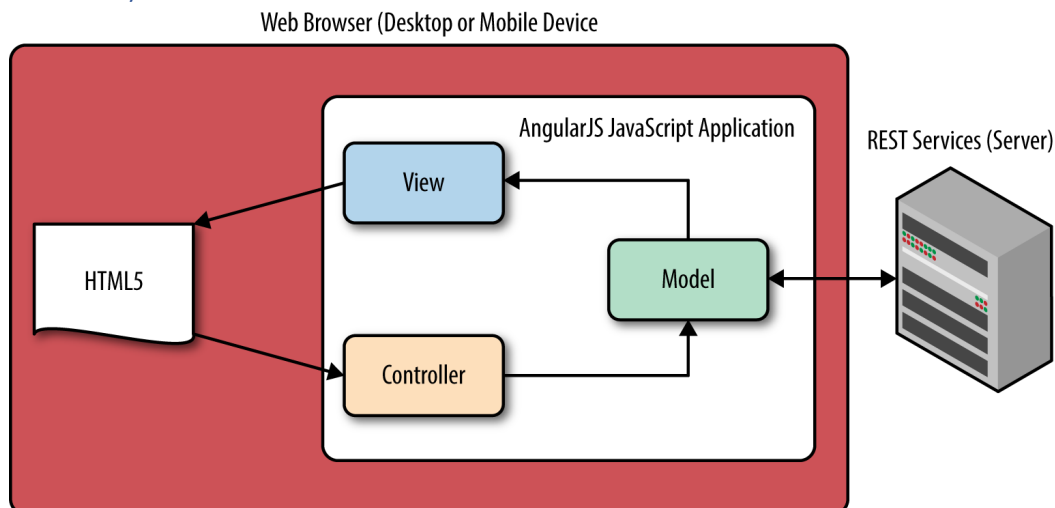 Web Browser (Desktop or Mobile Device
AngularJS JavaScript Application
REST Services (Server)
View
HTML5
Model
Controller